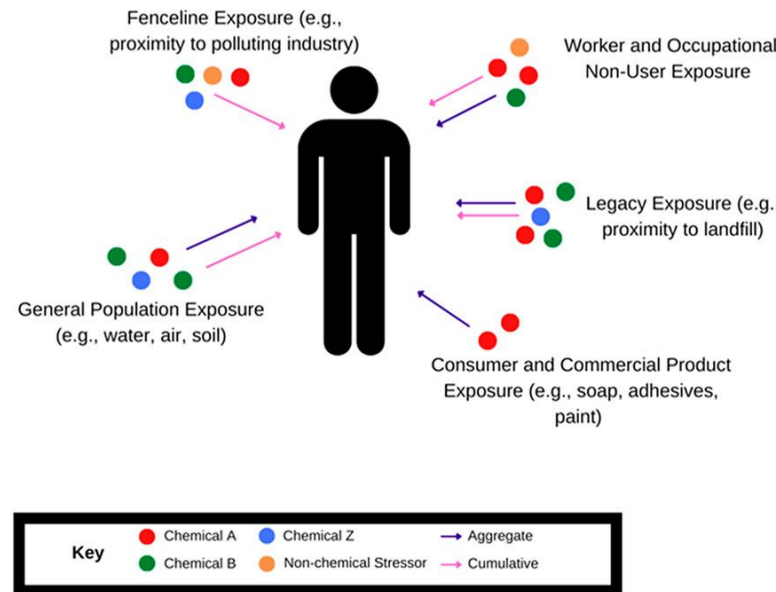 Fenceline Exposure (e.g.,
proximity to polluting industry)
Worker and Occupational
Non-User Exposure
Legacy Exposure (e.g.
proximity to landfill)
General Population Exposure
(e.g., water, air, soil)
Consumer and Commercial Product
Exposure (e.g., soap, adhesives,
paint)
Key
Chemical A
Chemical Z
Aggregate
Chemical B
Non-chemical Stressor
Cumulative